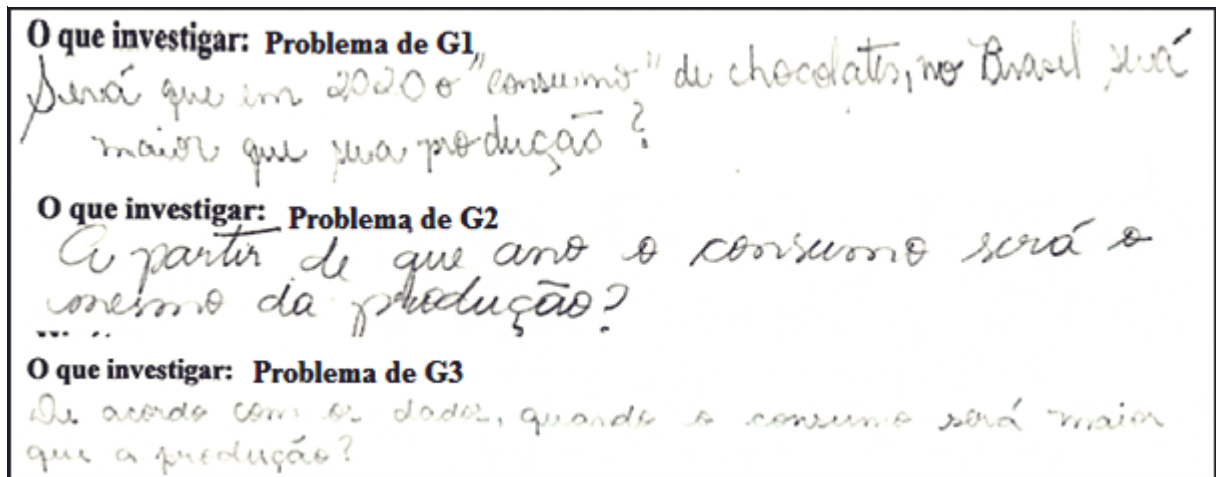 O que investigar: Problema de G1
Será que em 2020 o "consumo" de chocolates, no Brasil será
maior que sua produção?
O que investigar: Problema de G2
A partir de que ano o consumo será o
mesmo da produção?
O que investigar: Problema de G3
De acordo com os dados, quando o consumo será maior
que a produção?